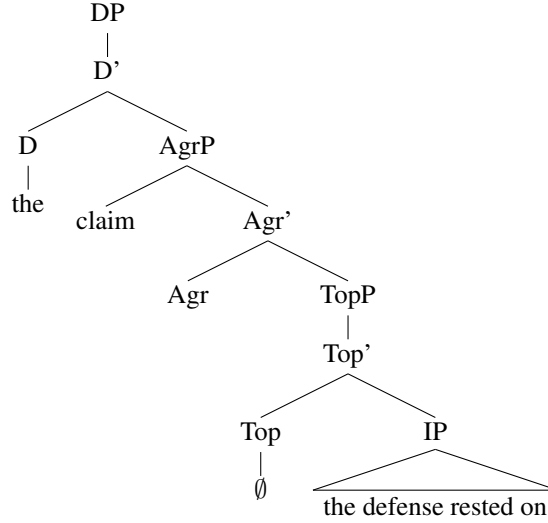 DP
D’
D AgrP
the claim Agr’
Agr TopP
Top’
Top IP
∅ the defense rested on